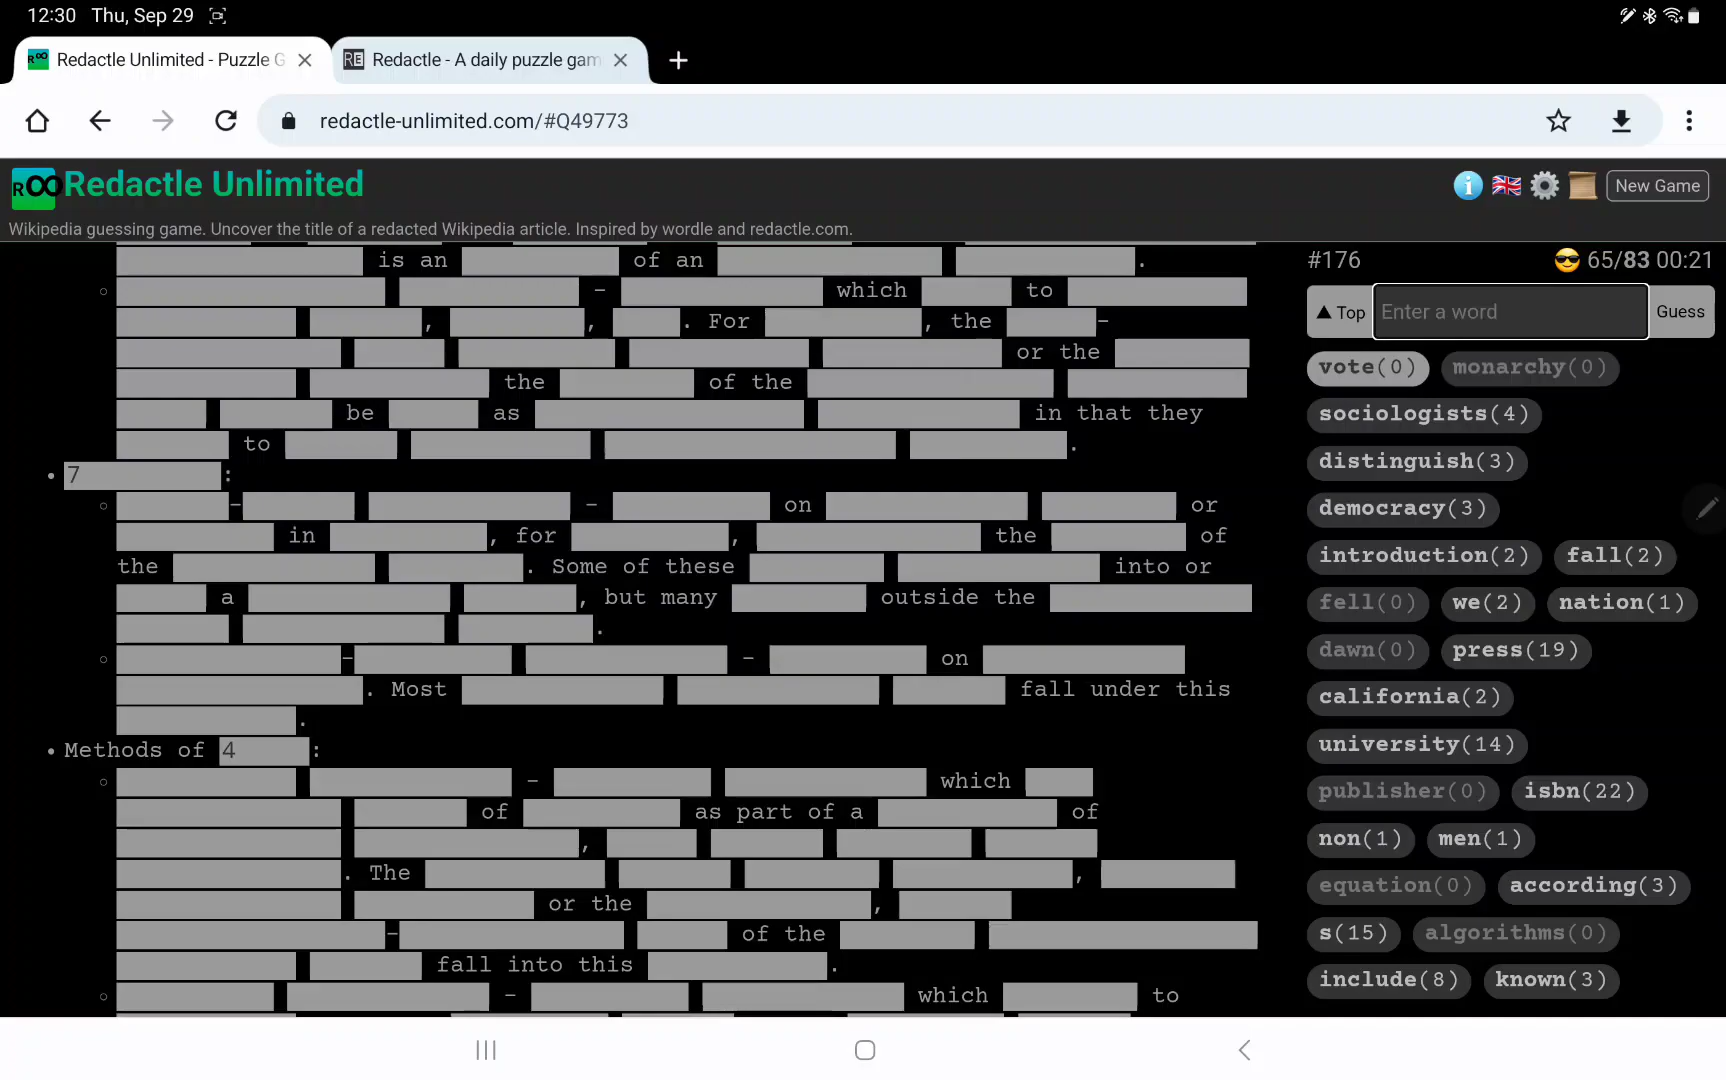 12:30 Thu, Sep 29
Redactle Unlimited - Puzzle G
RE Redactle - A daily puzzle gam
redactle-unlimited.com/#Q49773
R∞ Redactle Unlimited
New Game
Wikipedia guessing game. Uncover the title of a redacted Wikipedia article. Inspired by wordle and redactle.com.
is an of an .
- which to
, , . For , the -
or the
the of the
be as in that they
to .
7 :
- - on or
in , for , the of
the . Some of these into or
a , but many outside the
.
- - on
. Most fall under this
.
Methods of 4 :
- which
of as part of a of
,
. The ,
or the ,
- of the
fall into this .
- which to
#176 65/83 00:21
▲ Top Enter a word Guess
vote(0) monarchy(0)
sociologists(4)
distinguish(3)
democracy(3)
introduction(2) fall(2)
fell(0) we(2) nation(1)
dawn(0) press(19)
california(2)
university(14)
publisher(0) isbn(22)
non(1) men(1)
equation(0) according(3)
s(15) algorithms(0)
include(8) known(3)